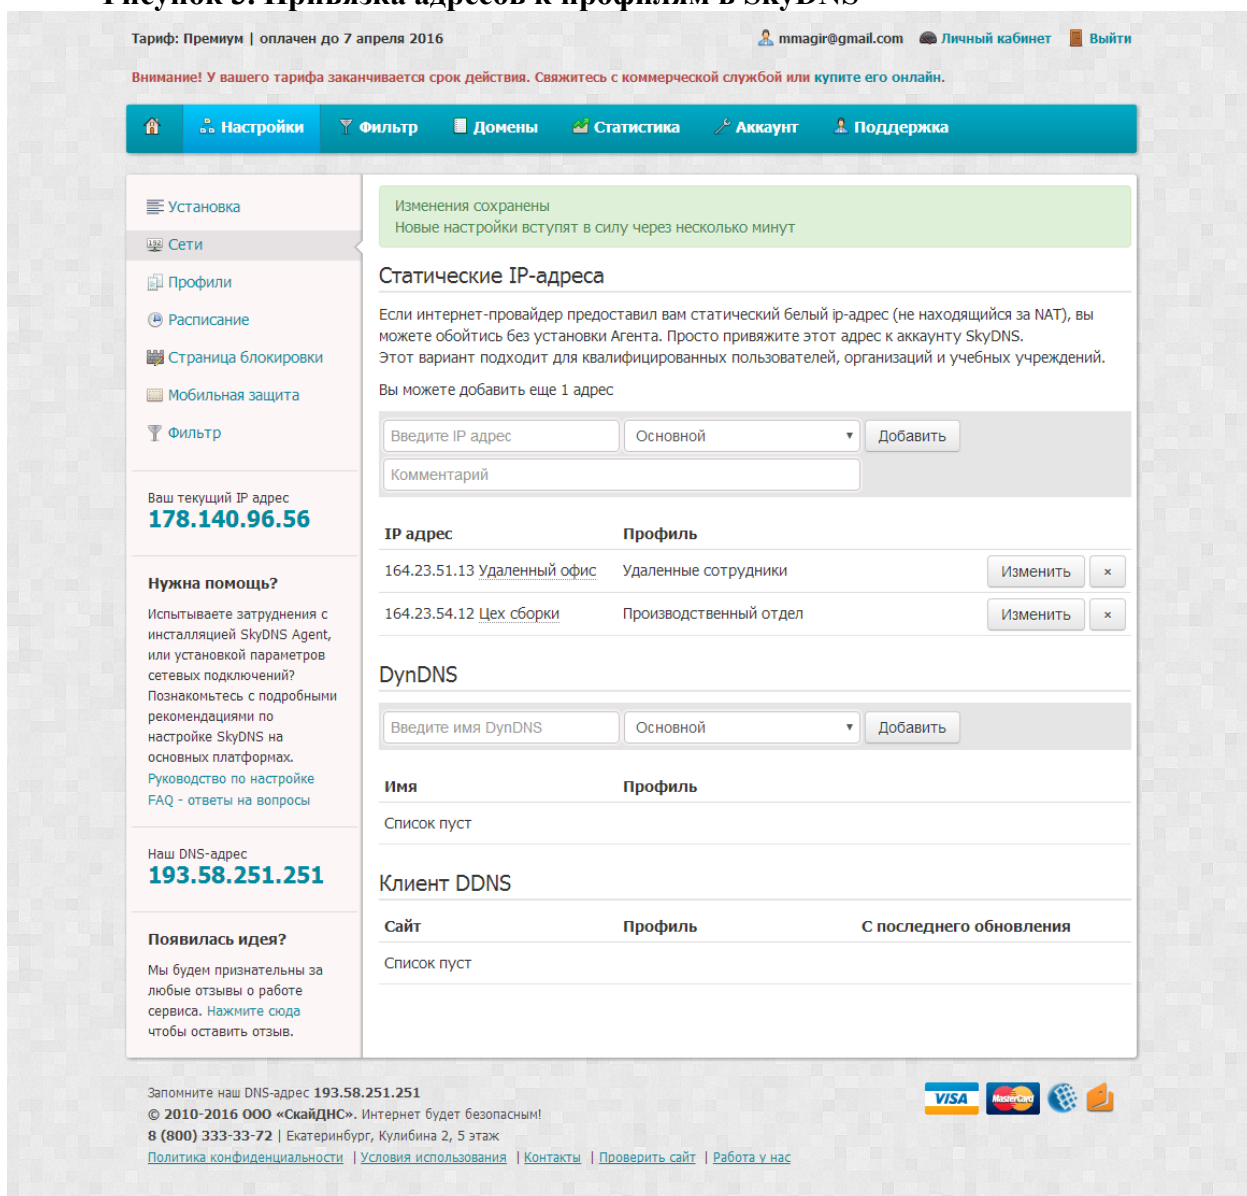 Рисунок 3. Привязка адресов к профилям в SkyDNS
Тариф: Премиум | оплачен до 7 апреля 2016
mmagir@gmail.com Личный кабинет Выйти
Внимание! У вашего тарифа заканчивается срок действия. Свяжитесь с коммерческой службой или купите его онлайн.
Настройки Фильтр Домены Статистика Аккаунт Поддержка
Установка
Сети
Профили
Расписание
Страница блокировки
Мобильная защита
Фильтр
Ваш текущий IP адрес
178.140.96.56
Нужна помощь?
Испытываете затруднения с
инсталляцией SkyDNS Agent,
или установкой параметров
сетевых подключений?
Познакомьтесь с подробными
рекомендациями по
настройке SkyDNS на
основных платформах.
Руководство по настройке
FAQ - ответы на вопросы
Наш DNS-адрес
193.58.251.251
Появилась идея?
Мы будем признательны за
любые отзывы о работе
сервиса. Нажмите сюда
чтобы оставить отзыв.
Изменения сохранены
Новые настройки вступят в силу через несколько минут
Статические IP-адреса
Если интернет-провайдер предоставил вам статический белый ip-адрес (не находящийся за NAT), вы
можете обойтись без установки Агента. Просто привяжите этот адрес к аккаунту SkyDNS.
Этот вариант подходит для квалифицированных пользователей, организаций и учебных учреждений.
Вы можете добавить еще 1 адрес
Введите IP адрес Основной Добавить
Комментарий
IP адрес Профиль
164.23.51.13 Удаленный офис Удаленные сотрудники Изменить ×
164.23.54.12 Цех сборки Производственный отдел Изменить ×
DynDNS
Введите имя DynDNS Основной Добавить
Имя Профиль
Список пуст
Клиент DDNS
Сайт Профиль С последнего обновления
Список пуст
Запомните наш DNS-адрес 193.58.251.251
© 2010-2016 ООО «СкайДНС». Интернет будет безопасным!
8 (800) 333-33-72 | Екатеринбург, Кулибина 2, 5 этаж
Политика конфиденциальности | Условия использования | Контакты | Проверить сайт | Работа у нас
VISA MasterCard